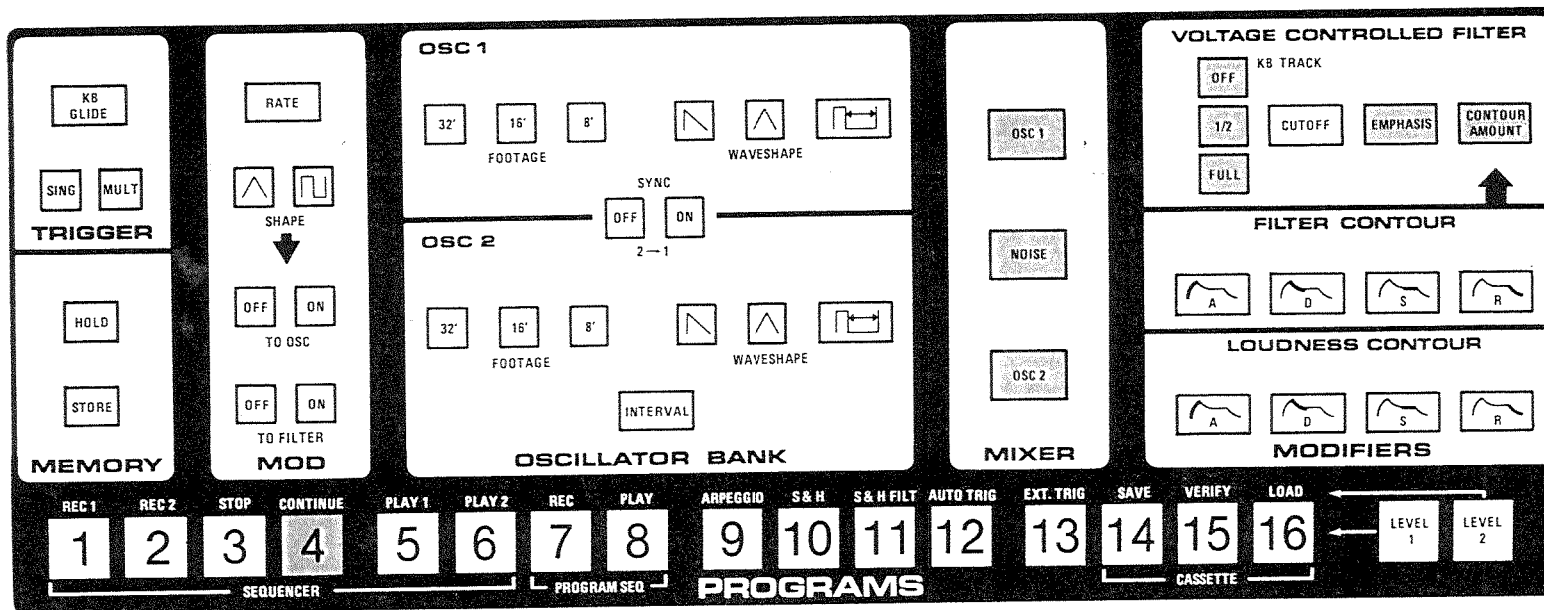 KB
GLIDE
SING MULT
TRIGGER
HOLD
STORE
MEMORY
RATE
SHAPE
OFF ON
TO OSC
OFF ON
TO FILTER
MOD
OSC 1
32' 16' 8'
FOOTAGE WAVESHAPE
SYNC
OFF ON
2→1
OSC 2
32' 16' 8'
FOOTAGE WAVESHAPE
INTERVAL
OSCILLATOR BANK
OSC 1
NOISE
OSC 2
MIXER
VOLTAGE CONTROLLED FILTER
KB TRACK
OFF
1/2
FULL
CUTOFF EMPHASIS CONTOUR
AMOUNT
FILTER CONTOUR
A D S R
LOUDNESS CONTOUR
A D S R
MODIFIERS
REC 1 REC 2 STOP CONTINUE PLAY 1 PLAY 2 REC PLAY ARPEGGIO S & H S & H FILT AUTO TRIG EXT. TRIG SAVE VERIFY LOAD
1 2 3 4 5 6 7 8 9 10 11 12 13 14 15 16
LEVEL
1
LEVEL
2
SEQUENCER PROGRAM SEQ PROGRAMS CASSETTE